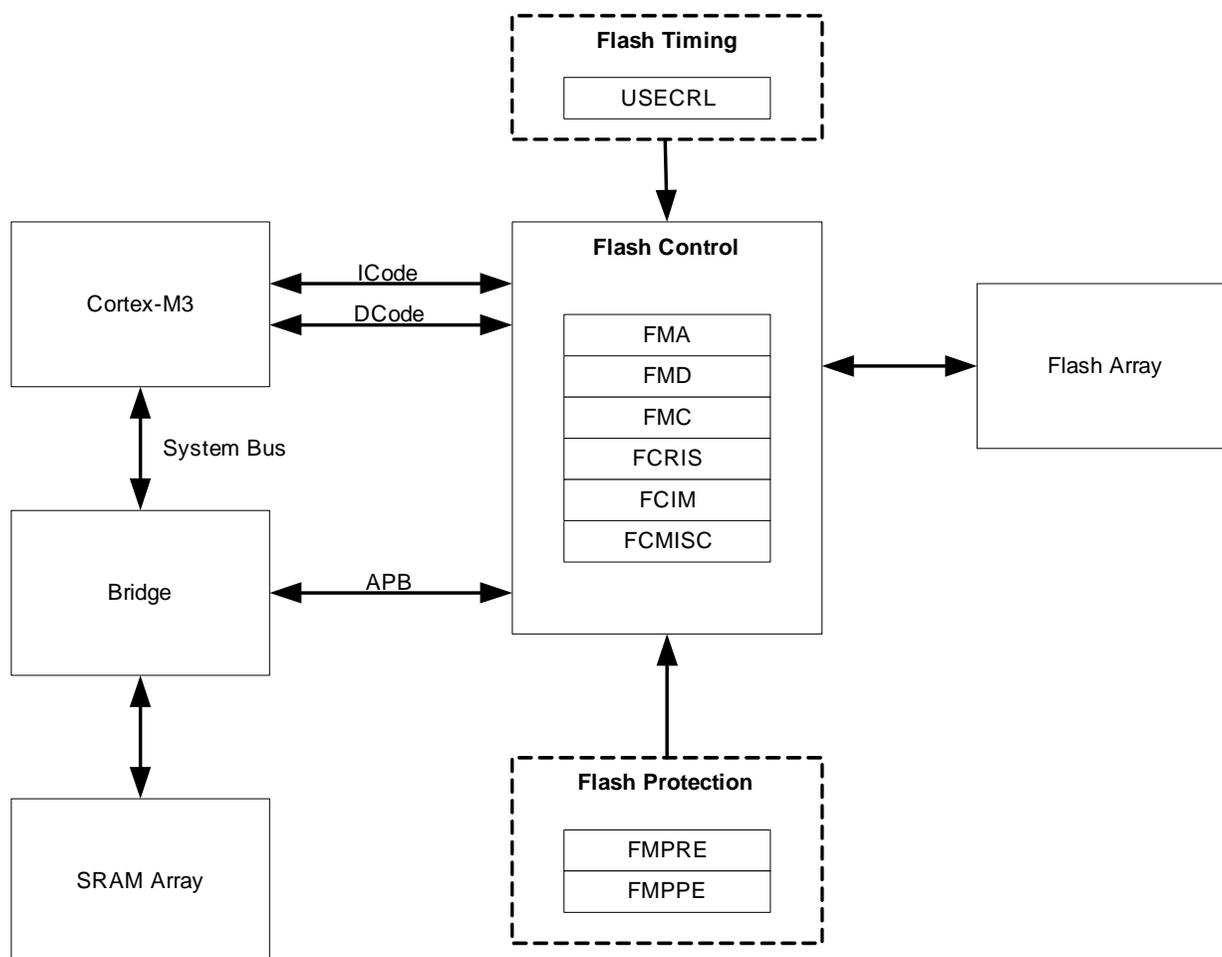 Flash Timing
USECRL
Flash Control
ICode
Cortex-M3
DCode
FMA
FMD
FMC
FCRIS
FCIM
FCMISC
Flash Array
System Bus
Bridge
APB
Flash Protection
FMPRE
FMPPE
SRAM Array